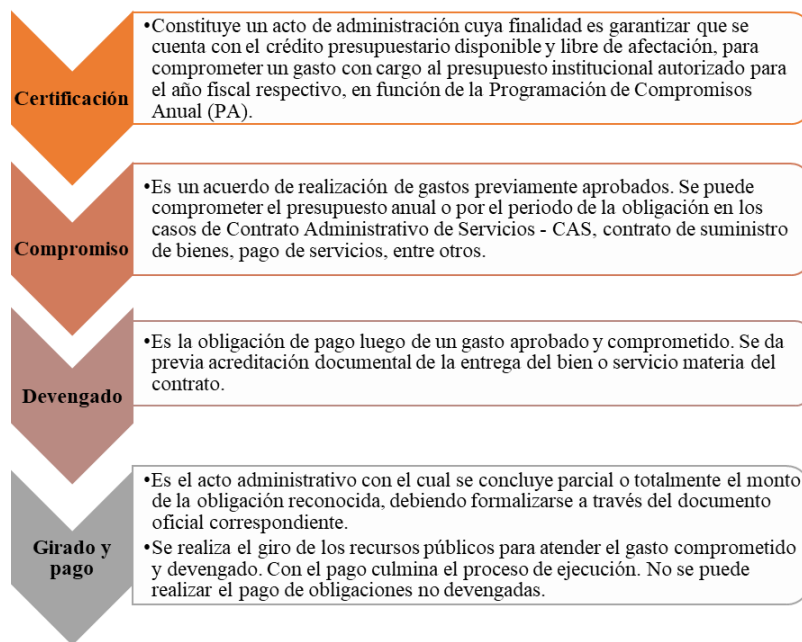 Certificación
•Constituye un acto de administración cuya finalidad es garantizar que se
cuenta con el crédito presupuestario disponible y libre de afectación, para
comprometer un gasto con cargo al presupuesto institucional autorizado para
el año fiscal respectivo, en función de la Programación de Compromisos
Anual (PA).
Compromiso
•Es un acuerdo de realización de gastos previamente aprobados. Se puede
comprometer el presupuesto anual o por el periodo de la obligación en los
casos de Contrato Administrativo de Servicios - CAS, contrato de suministro
de bienes, pago de servicios, entre otros.
Devengado
•Es la obligación de pago luego de un gasto aprobado y comprometido. Se da
previa acreditación documental de la entrega del bien o servicio materia del
contrato.
Girado y
pago
•Es el acto administrativo con el cual se concluye parcial o totalmente el monto
de la obligación reconocida, debiendo formalizarse a través del documento
oficial correspondiente.
•Se realiza el giro de los recursos públicos para atender el gasto comprometido
y devengado. Con el pago culmina el proceso de ejecución. No se puede
realizar el pago de obligaciones no devengadas.